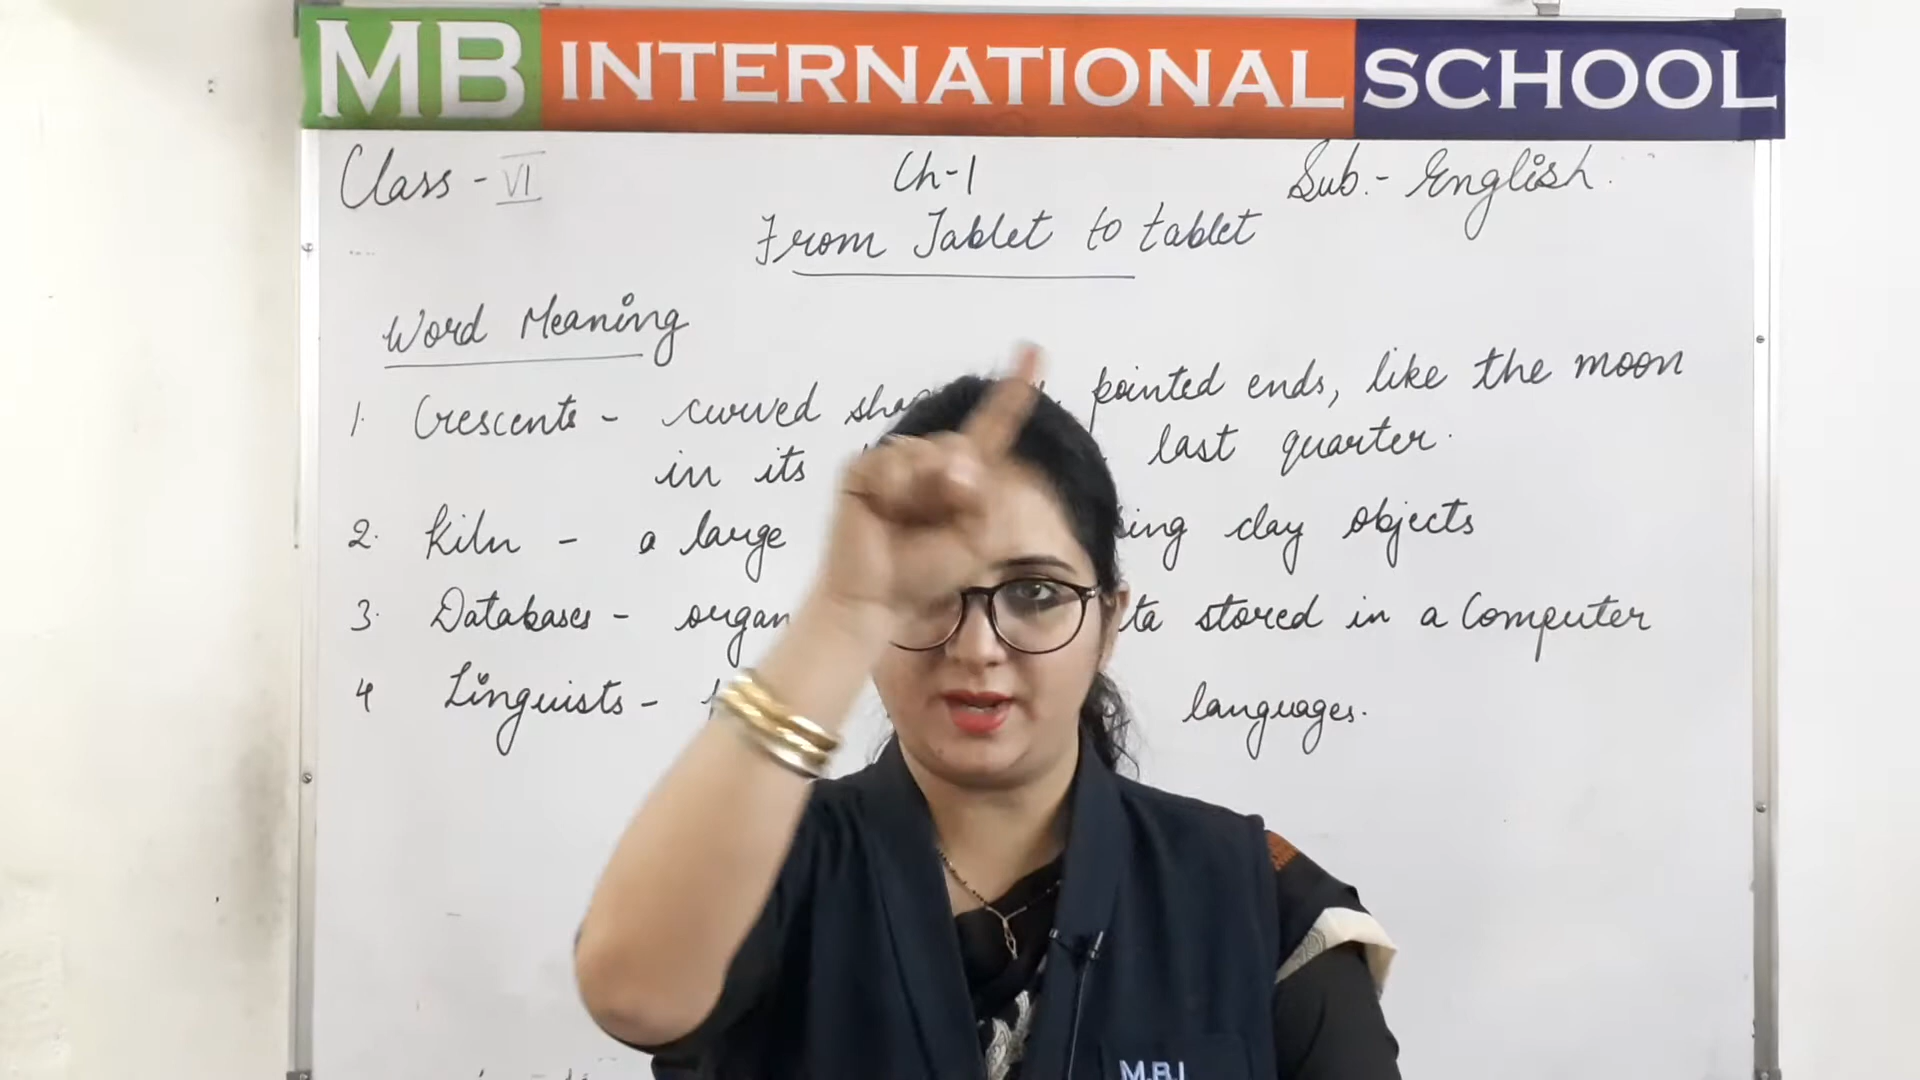 MB INTERNATIONAL SCHOOL
Class - VI
Ch-1
Sub.- English.
From Tablet to tablet
Word Meaning
1. Crescents - curved pointed ends, like the moon
in its last quarter.
2. Kiln - a large clay objects
3. Databases - stored in a Computer
4 Linguists - languages.
M.B.I